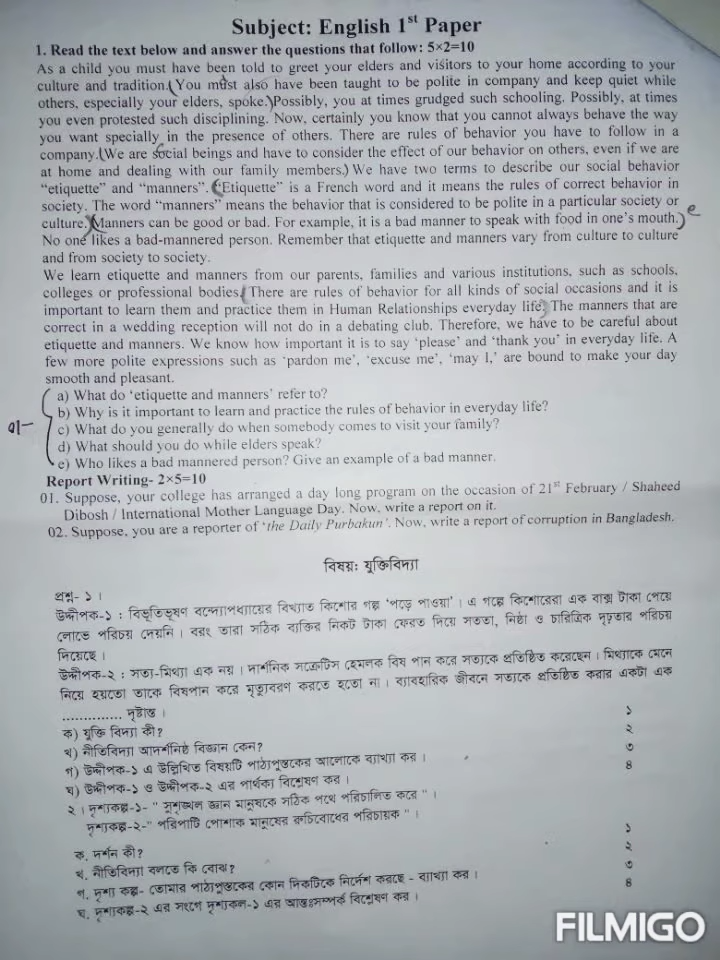 Subject: English 1st Paper
1. Read the text below and answer the questions that follow: 5×2=10
As a child you must have been told to greet your elders and visitors to your home according to your
culture and tradition. You must also have been taught to be polite in company and keep quiet while
others, especially your elders, spoke. Possibly, you at times grudged such schooling. Possibly, at times
you even protested such disciplining. Now, certainly you know that you cannot always behave the way
you want specially in the presence of others. There are rules of behavior you have to follow in a
company. We are social beings and have to consider the effect of our behavior on others, even if we are
at home and dealing with our family members. We have two terms to describe our social behavior
“etiquette” and “manners”. ‘Etiquette” is a French word and it means the rules of correct behavior in
society. The word “manners” means the behavior that is considered to be polite in a particular society or
culture. Manners can be good or bad. For example, it is a bad manner to speak with food in one's mouth. e
No one likes a bad-mannered person. Remember that etiquette and manners vary from culture to culture
and from society to society.
We learn etiquette and manners from our parents, families and various institutions, such as schools,
colleges or professional bodies. There are rules of behavior for all kinds of social occasions and it is
important to learn them and practice them in Human Relationships everyday life. The manners that are
correct in a wedding reception will not do in a debating club. Therefore, we have to be careful about
etiquette and manners. We know how important it is to say ‘please’ and ‘thank you’ in everyday life. A
few more polite expressions such as ‘pardon me’, ‘excuse me’, ‘may I,’ are bound to make your day
smooth and pleasant.
a) What do ‘etiquette and manners’ refer to?
b) Why is it important to learn and practice the rules of behavior in everyday life?
c) What do you generally do when somebody comes to visit your family?
d) What should you do while elders speak?
e) Who likes a bad mannered person? Give an example of a bad manner.
Report Writing- 2×5=10
01. Suppose, your college has arranged a day long program on the occasion of 21st February / Shaheed
Dibosh / International Mother Language Day. Now, write a report on it.
02. Suppose, you are a reporter of ‘the Daily Purbakun’. Now, write a report of corruption in Bangladesh.
বিষয়ঃ যুক্তিবিদ্যা
প্রশ্ন- ১ ।
উদ্দীপক-১ : বিভূতিভূষণ বন্দ্যোপধ্যায়ের বিখ্যাত কিশোর গল্প ‘পড়ে পাওয়া’ । এ গল্পে কিশোরেরা এক বাক্স টাকা পেয়ে
লোভে পরিচয় দেয়নি । বরং তারা সঠিক ব্যক্তির নিকট টাকা ফেরত দিয়ে সততা, নিষ্ঠা ও চারিত্রিক দৃঢ়তার পরিচয়
দিয়েছে ।
উদ্দীপক-২ : সত্য-মিথ্যা এক নয় । দার্শনিক সক্রেটিস হেমলক বিষ পান করে সত্যকে প্রতিষ্ঠিত করেছেন । মিথ্যাকে মেনে
নিয়ে হয়তো তাকে বিষপান করে মৃত্যুবরণ করতে হতো না । ব্যাবহারিক জীবনে সত্যকে প্রতিষ্ঠিত করার একটা এক
.............. দৃষ্টান্ত ।
ক) যুক্তি বিদ্যা কী? ১
খ) নীতিবিদ্যা আদর্শনিষ্ঠ বিজ্ঞান কেন? ২
গ) উদ্দীপক-১ এ উল্লিখিত বিষয়টি পাঠ্যপুস্তকের আলোকে ব্যাখ্যা কর । ৩
ঘ) উদ্দীপক-১ ও উদ্দীপক-২ এর পার্থক্য বিশ্লেষণ কর । ৪
২ । দৃশ্যকল্প-১- " সুশৃঙ্খল জ্ঞান মানুষকে সঠিক পথে পরিচালিত করে " ।
দৃশ্যকল্প-২-" পরিপাটি পোশাক মানুষের রুচিবোধের পরিচায়ক " ।
ক. দর্শন কী? ১
খ. নীতিবিদ্যা বলতে কি বোঝ? ২
গ. দৃশ্য কল্প- তোমার পাঠ্যপুস্তকের কোন দিকটিকে নির্দেশ করছে - ব্যাখ্যা কর । ৩
ঘ. দৃশ্যকল্প-২ এর সংগে দৃশ্যকল্প-১ এর আন্তঃসম্পর্ক বিশ্লেষণ কর । ৪
FILMIGO